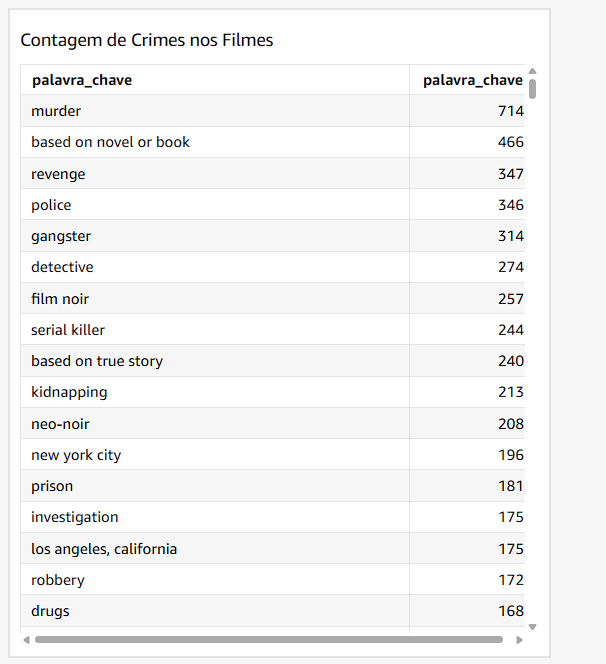 Contagem de Crimes nos Filmes
palavra_chave palavra_chave
murder 714
based on novel or book 466
revenge 347
police 346
gangster 314
detective 274
film noir 257
serial killer 244
based on true story 240
kidnapping 213
neo-noir 208
new york city 196
prison 181
investigation 175
los angeles, california 175
robbery 172
drugs 168